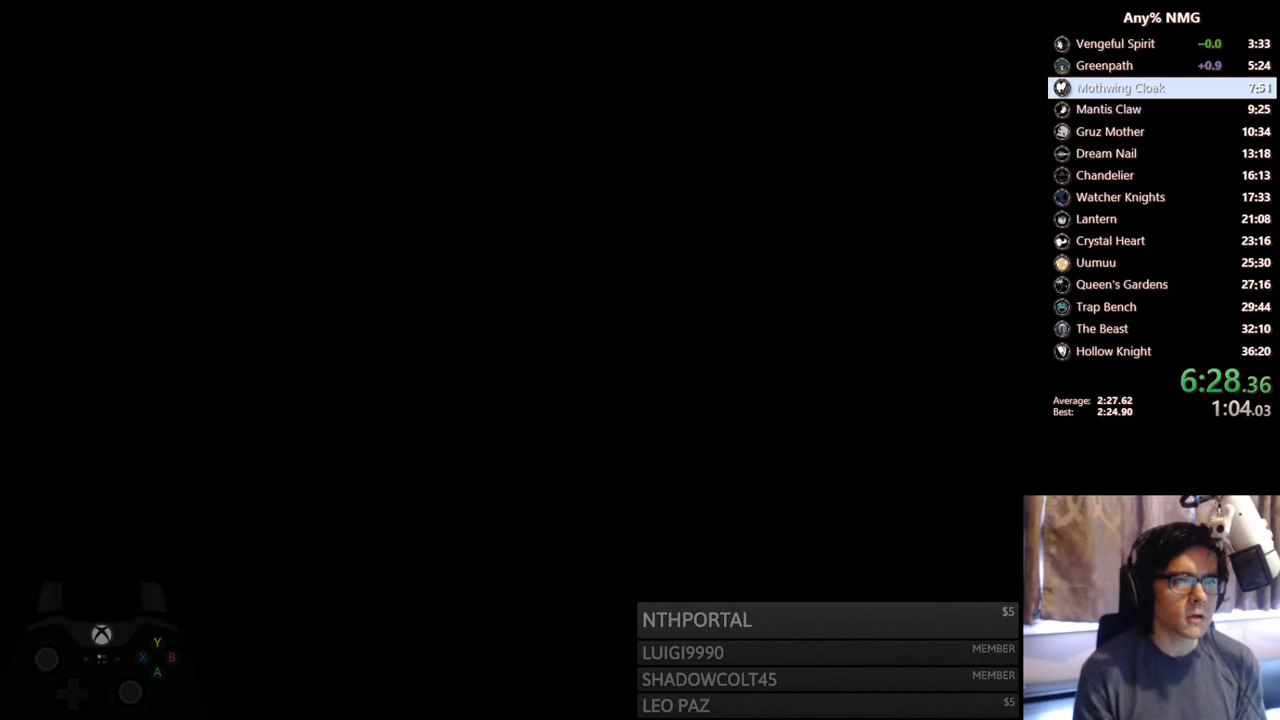 Any% NMG
Vengeful Spirit −0.0 3:33
Greenpath +0.9 5:24
Mothwing Cloak 7:51
Mantis Claw 9:25
Gruz Mother 10:34
Dream Nail 13:18
Chandelier 16:13
Watcher Knights 17:33
Lantern 21:08
Crystal Heart 23:16
Uumuu 25:30
Queen's Gardens 27:16
Trap Bench 29:44
The Beast 32:10
Hollow Knight 36:20
6:28.36
Average: 2:27.62
Best: 2:24.90
1:04.03
NTHPORTAL $5
LUIGI9990 MEMBER
SHADOWCOLT45 MEMBER
LEO PAZ $5
Y
X B
A